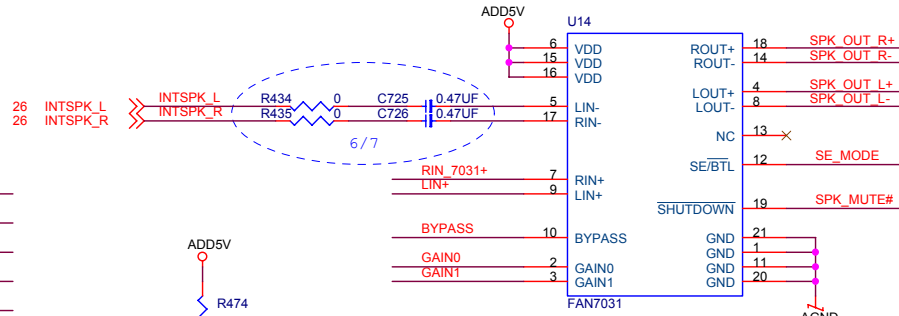 ADD5V
U14
6 VDD ROUT+ 18 SPK_OUT_R+
15 VDD ROUT- 14 SPK_OUT_R-
16 VDD
LOUT+ 4 SPK_OUT_L+
26 INTSPK_L INTSPK_L R434 0 C725 0.47UF 5 LIN- LOUT- 8 SPK_OUT_L-
26 INTSPK_R INTSPK_R R435 0 C726 0.47UF 17 RIN-
NC 13
6/7
SE/BTL 12 SE_MODE
RIN_7031+ 7 RIN+
LIN+ 9 LIN+
SHUTDOWN 19 SPK_MUTE#
BYPASS 10 BYPASS GND 21
GND 1
GAIN0 2 GAIN0 GND 11
GAIN1 3 GAIN1 GND 20
ADD5V
R474
FAN7031
AGND